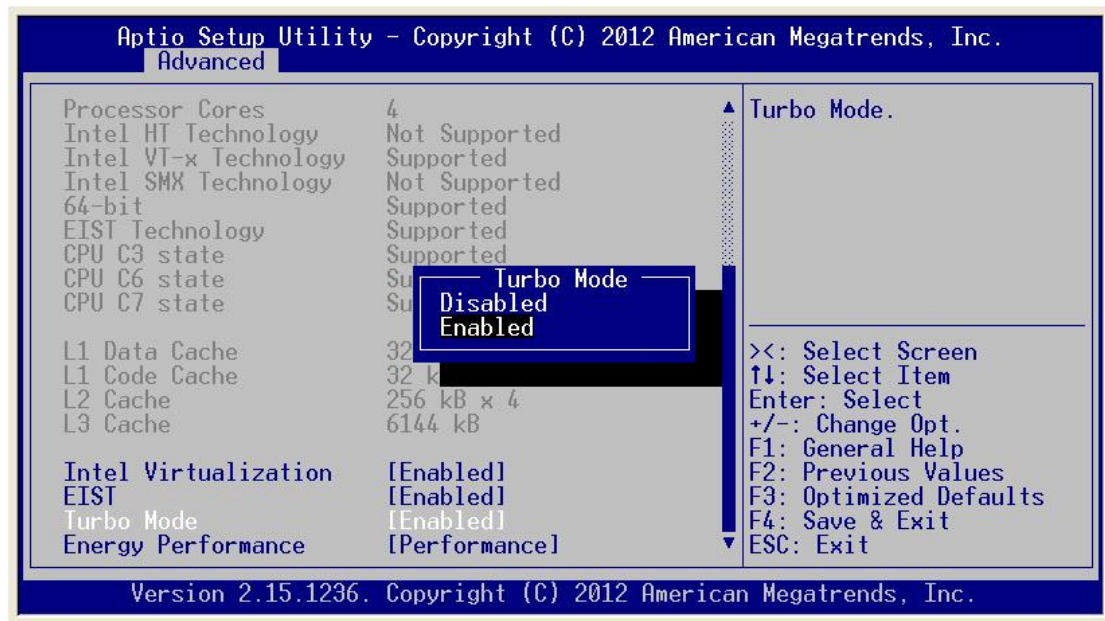 Aptio Setup Utility - Copyright (C) 2012 American Megatrends, Inc.
Advanced
Processor Cores 4
Intel HT Technology Not Supported
Intel VT-x Technology Supported
Intel SMX Technology Not Supported
64-bit Supported
EIST Technology Supported
CPU C3 state Supported
CPU C6 state Su
CPU C7 state Su
L1 Data Cache 32
L1 Code Cache 32 k
L2 Cache 256 kB x 4
L3 Cache 6144 kB
Intel Virtualization [Enabled]
EIST [Enabled]
Turbo Mode [Enabled]
Energy Performance [Performance]
Turbo Mode
Disabled
Enabled
Turbo Mode.
><: Select Screen
↑↓: Select Item
Enter: Select
+/-: Change Opt.
F1: General Help
F2: Previous Values
F3: Optimized Defaults
F4: Save & Exit
ESC: Exit
Version 2.15.1236. Copyright (C) 2012 American Megatrends, Inc.